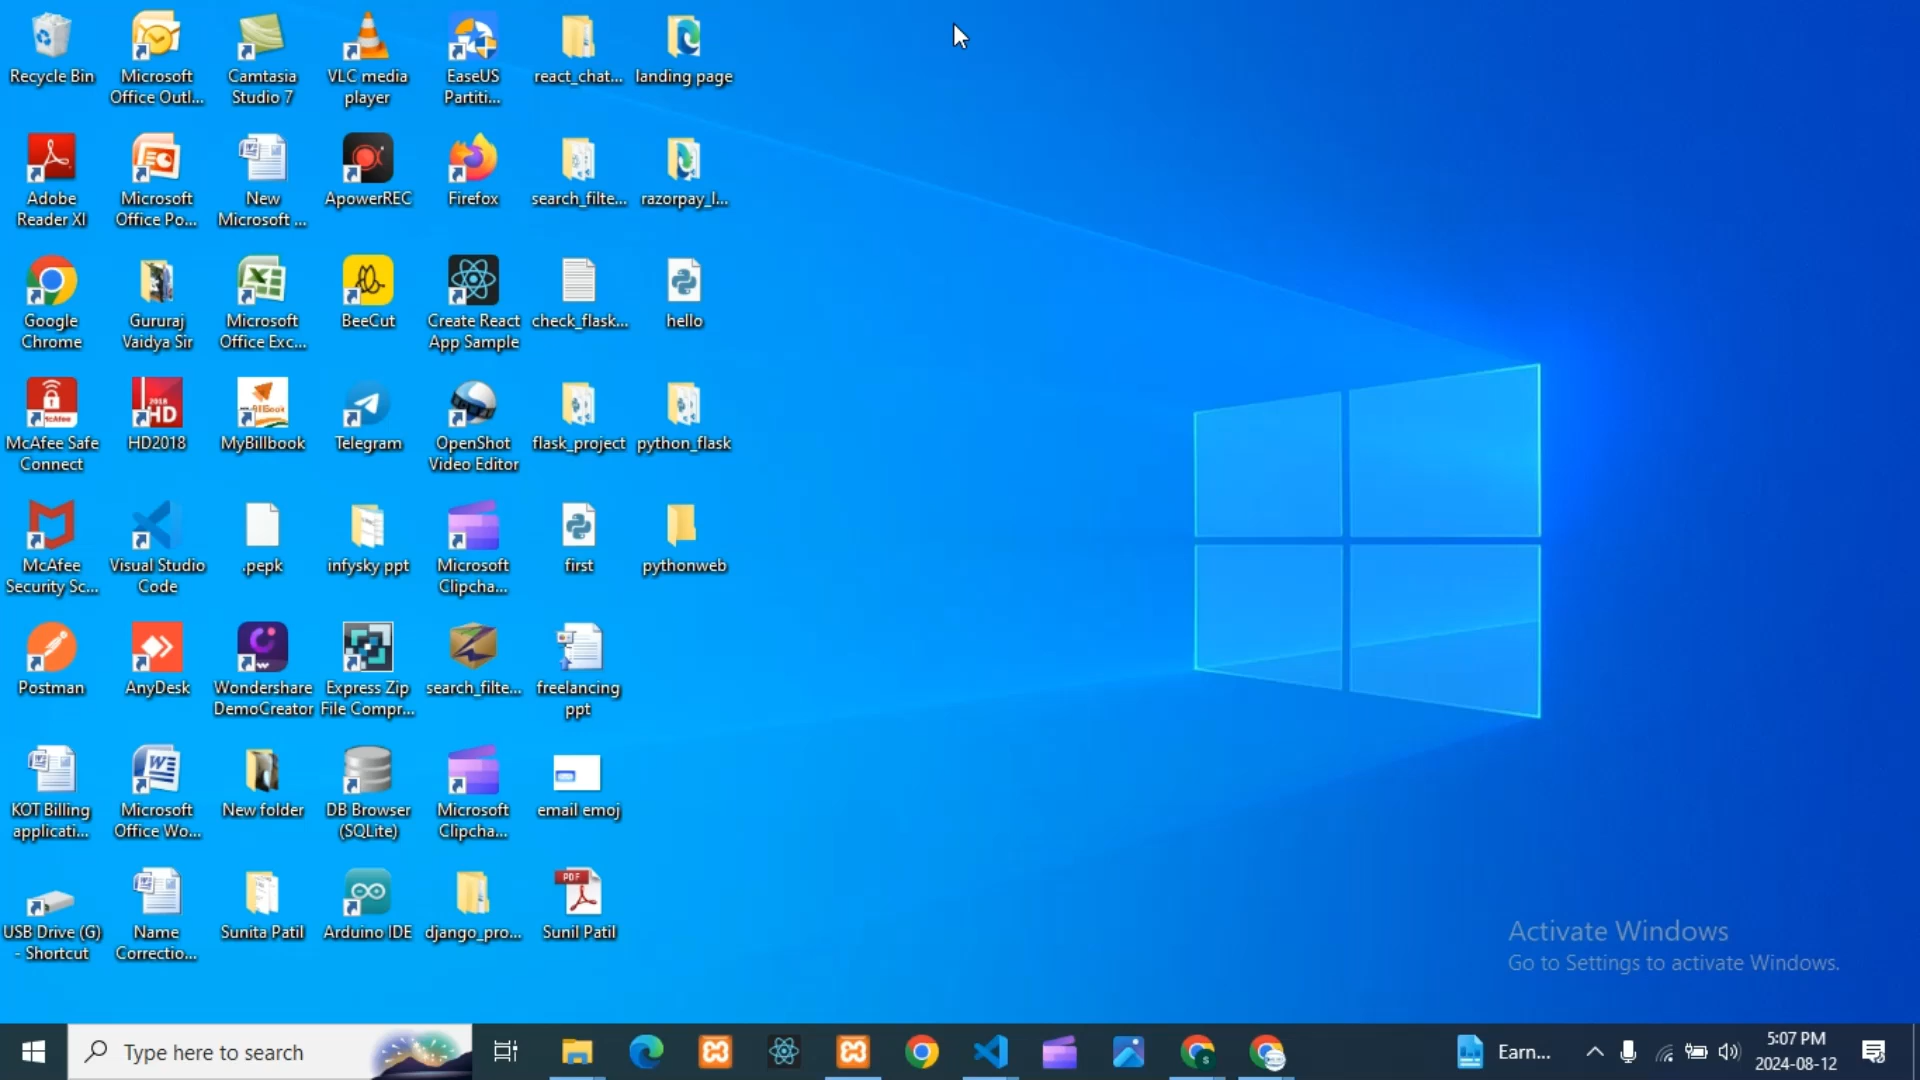 Recycle Bin
Microsoft
Office Outl...
Camtasia
Studio 7
VLC media
player
EaseUS
Partiti...
react_chat...
landing page
Adobe
Reader XI
Microsoft
Office Po...
New
Microsoft ...
ApowerREC
Firefox
search_filte...
razorpay_l...
Google
Chrome
Gururaj
Vaidya Sir
Microsoft
Office Exc...
BeeCut
Create React
App Sample
check_flask...
hello
McAfee Safe
Connect
HD2018
MyBillbook
Telegram
OpenShot
Video Editor
flask_project
python_flask
McAfee
Security Sc...
Visual Studio
Code
.pepk
infysky ppt
Microsoft
Clipcha...
first
pythonweb
Postman
AnyDesk
Wondershare
DemoCreator
Express Zip
File Compr...
search_filte...
freelancing
ppt
KOT Billing
applicati...
Microsoft
Office Wo...
New folder
DB Browser
(SQLite)
Microsoft
Clipcha...
email emoj
USB Drive (G)
- Shortcut
Name
Correctio...
Sunita Patil
Arduino IDE
django_pro...
PDF
Sunil Patil
Activate Windows
Go to Settings to activate Windows.
Type here to search
Earn...
5:07 PM
2024-08-12